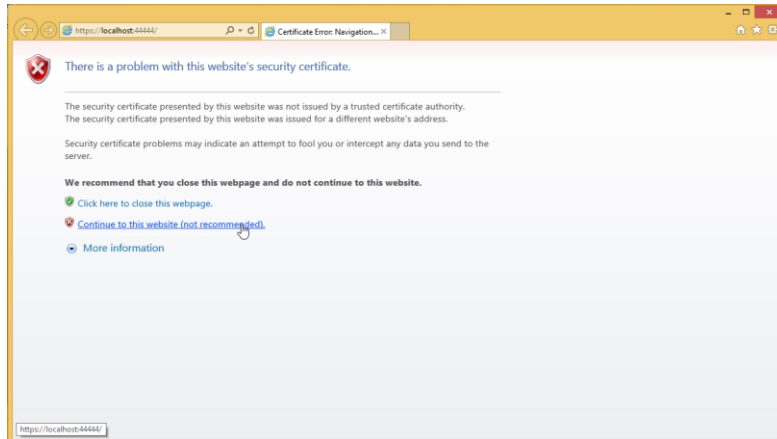 https://localhost:44444/
Certificate Error: Navigation...
There is a problem with this website's security certificate.
The security certificate presented by this website was not issued by a trusted certificate authority.
The security certificate presented by this website was issued for a different website's address.
Security certificate problems may indicate an attempt to fool you or intercept any data you send to the
server.
We recommend that you close this webpage and do not continue to this website.
Click here to close this webpage.
Continue to this website (not recommended).
More information
https://localhost:44444/